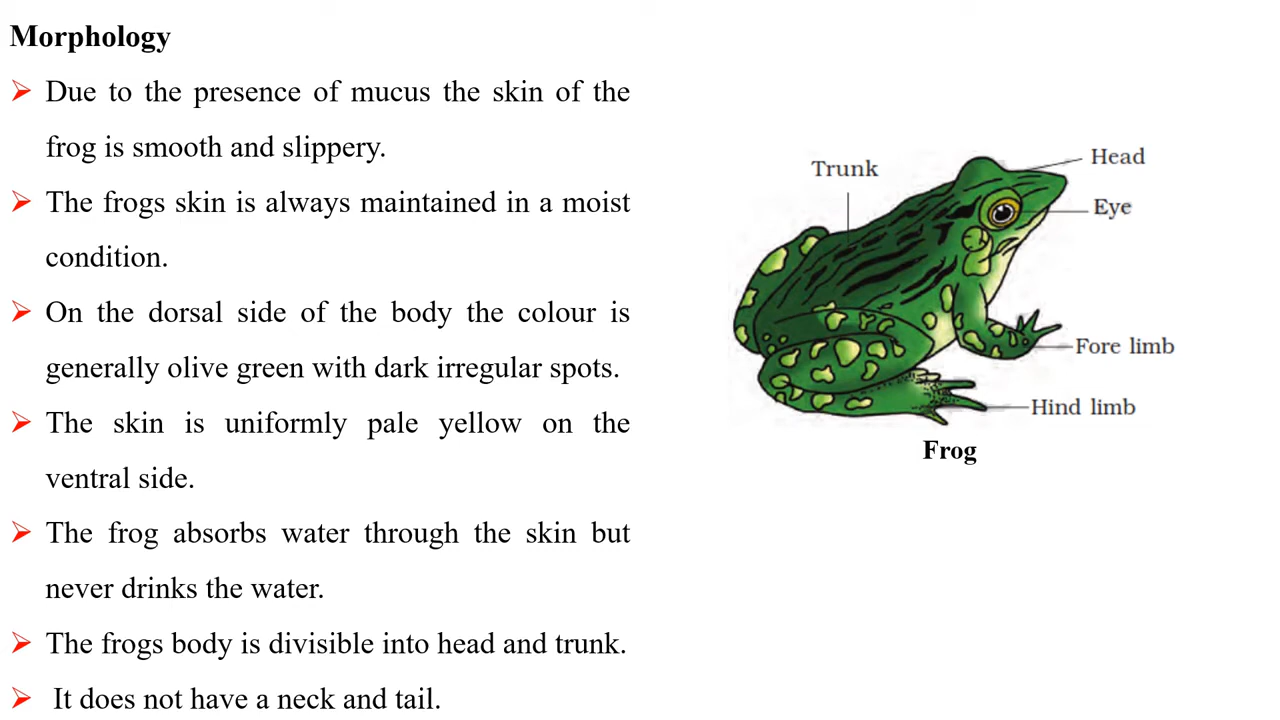 Morphology
➢ Due to the presence of mucus the skin of the
frog is smooth and slippery.
➢ The frogs skin is always maintained in a moist
condition.
➢ On the dorsal side of the body the colour is
generally olive green with dark irregular spots.
➢ The skin is uniformly pale yellow on the
ventral side.
➢ The frog absorbs water through the skin but
never drinks the water.
➢ The frogs body is divisible into head and trunk.
➢ It does not have a neck and tail.
Trunk
Head
Eye
Fore limb
Hind limb
Frog